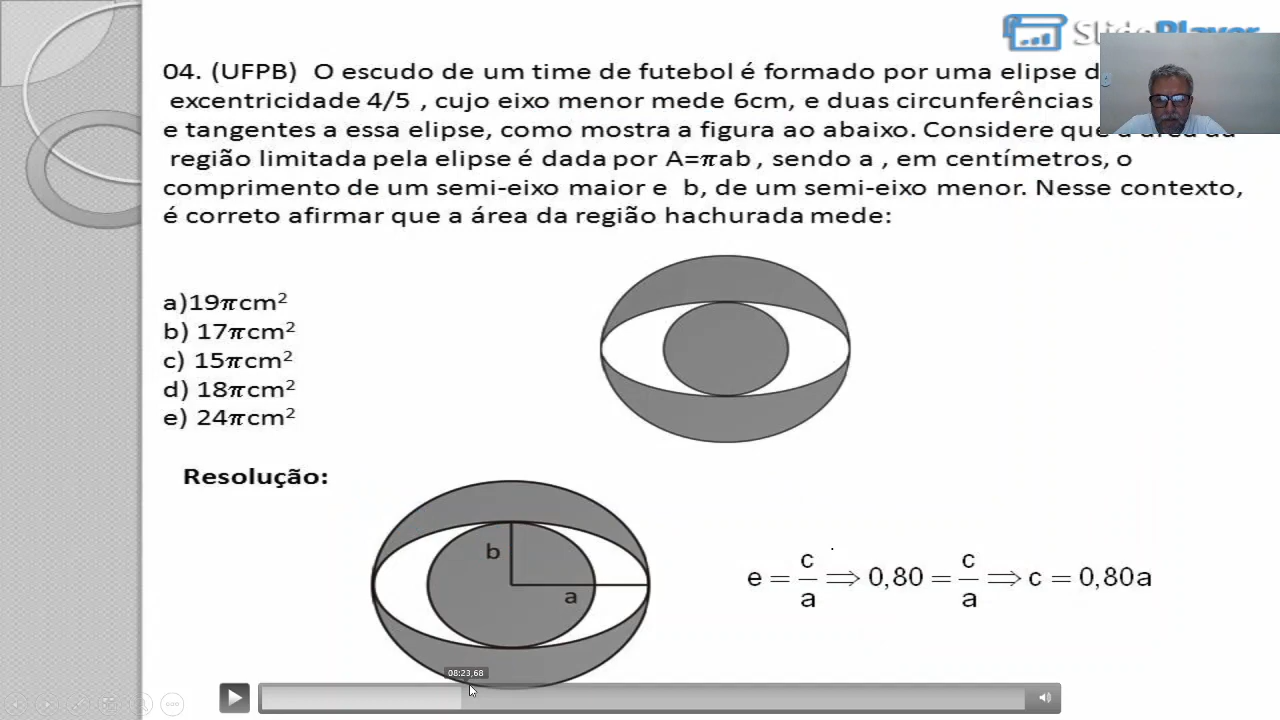 SlidePlayer
04. (UFPB) O escudo de um time de futebol é formado por uma elipse d
excentricidade 4/5 , cujo eixo menor mede 6cm, e duas circunferências
e tangentes a essa elipse, como mostra a figura ao abaixo. Considere que a área da
região limitada pela elipse é dada por A=πab , sendo a , em centímetros, o
comprimento de um semi-eixo maior e b, de um semi-eixo menor. Nesse contexto,
é correto afirmar que a área da região hachurada mede:
a)19πcm²
b) 17πcm²
c) 15πcm²
d) 18πcm²
e) 24πcm²
Resolução:
b
a
e = c/a ⟹ 0,80 = c/a ⟹ c = 0,80a
08:23,68